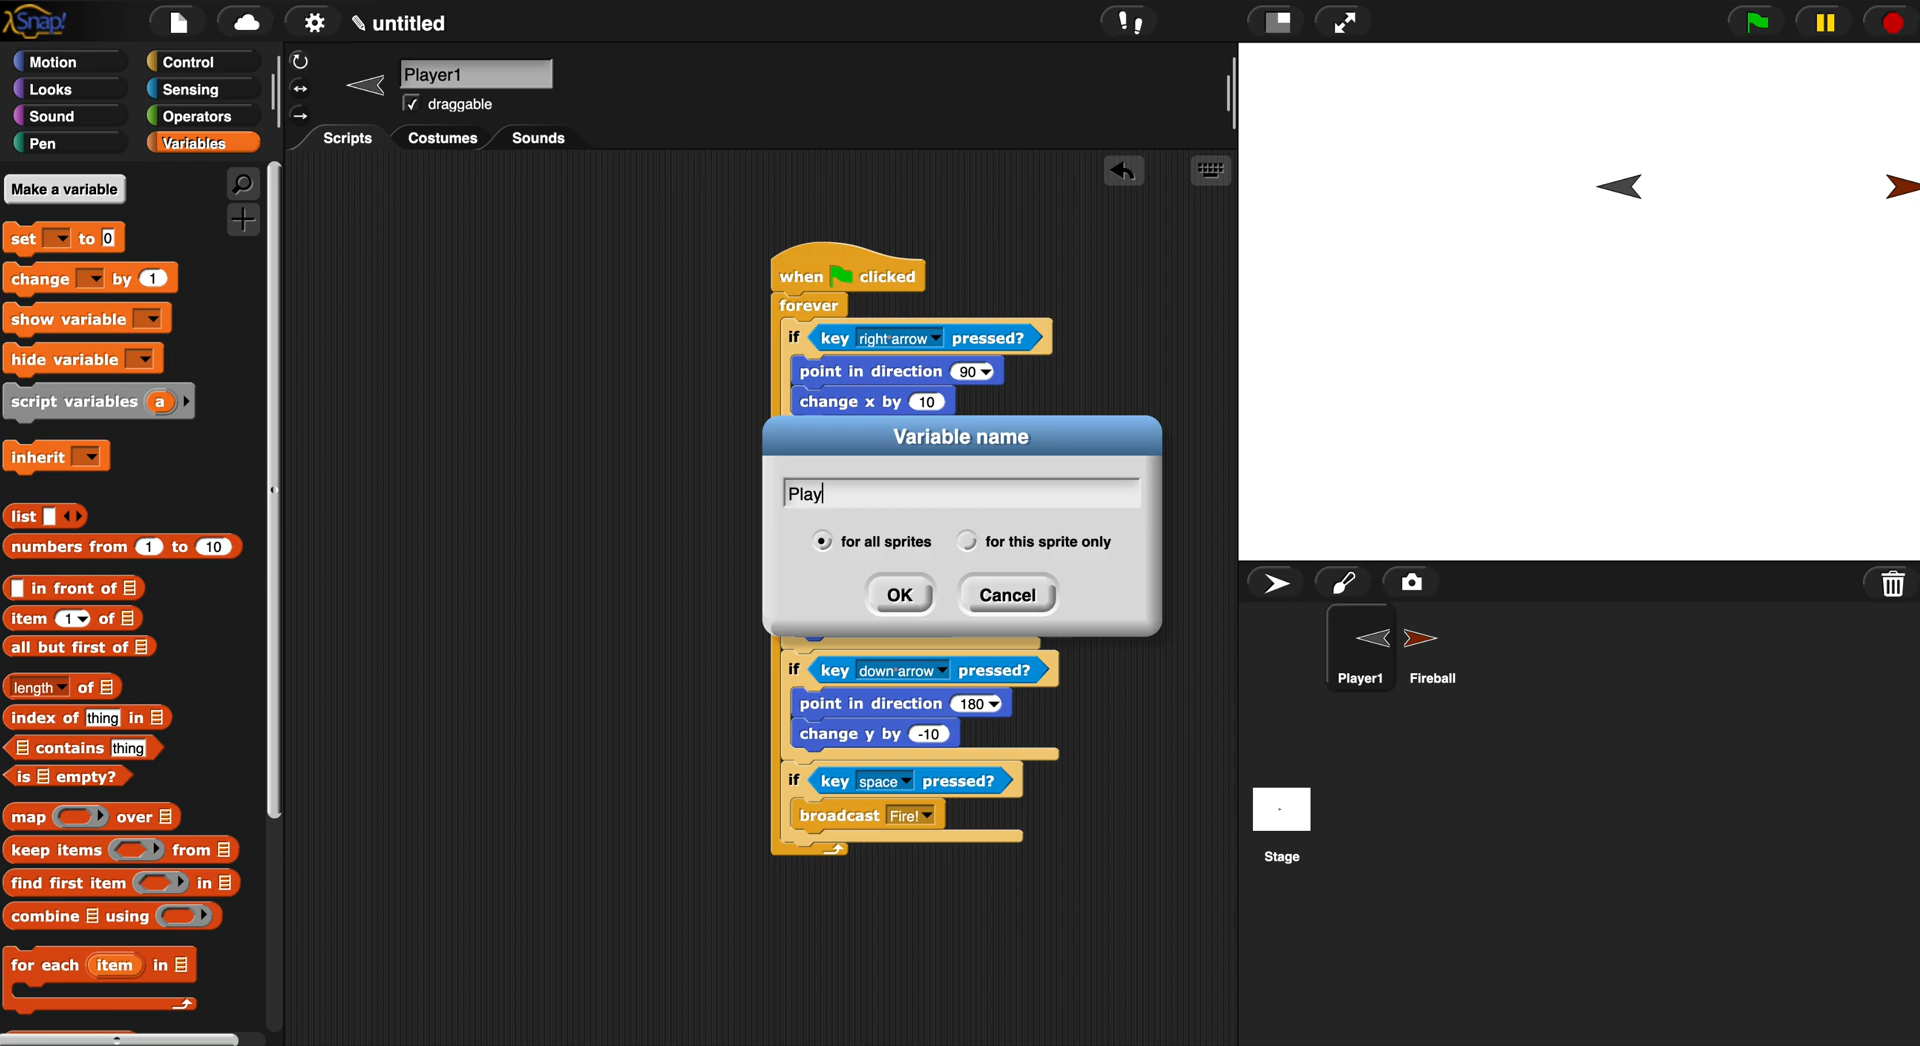 λSnap!
untitled
Motion
Control
Looks
Sensing
Sound
Operators
Pen
Variables
Player1
draggable
Scripts
Costumes
Sounds
Make a variable
set to 0
change by 1
show variable
hide variable
script variables a
inherit
list
numbers from 1 to 10
in front of
item 1 of
all but first of
length of
index of thing in
contains thing
is empty?
map over
keep items from
find first item in
combine using
for each item in
when clicked
forever
if key right arrow pressed?
point in direction 90
change x by 10
Variable name
Play
for all sprites
for this sprite only
OK
Cancel
if key down arrow pressed?
point in direction 180
change y by -10
if key space pressed?
broadcast Fire!
Player1
Fireball
Stage